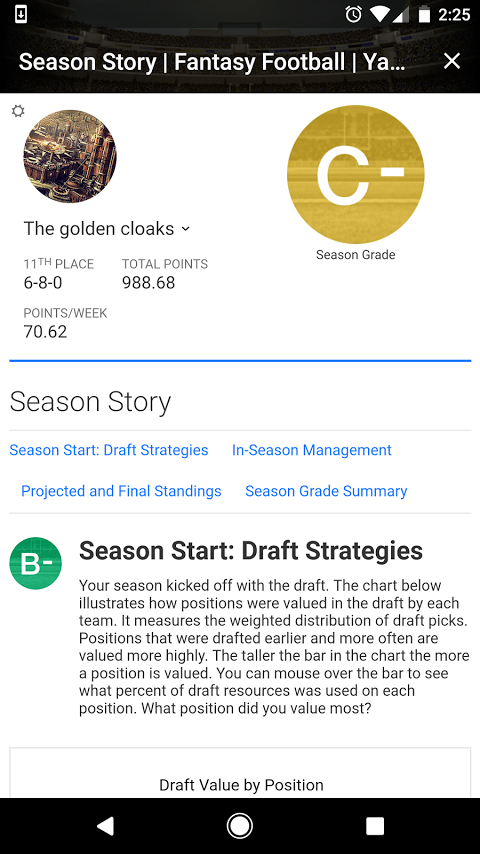 2:25
Season Story | Fantasy Football | Ya...
C-
The golden cloaks
Season Grade
11TH PLACE TOTAL POINTS
6-8-0 988.68
POINTS/WEEK
70.62
Season Story
Season Start: Draft Strategies In-Season Management
Projected and Final Standings Season Grade Summary
B-
Season Start: Draft Strategies
Your season kicked off with the draft. The chart below
illustrates how positions were valued in the draft by each
team. It measures the weighted distribution of draft picks.
Positions that were drafted earlier and more often are
valued more highly. The taller the bar in the chart the more
a position is valued. You can mouse over the bar to see
what percent of draft resources was used on each
position. What position did you value most?
Draft Value by Position